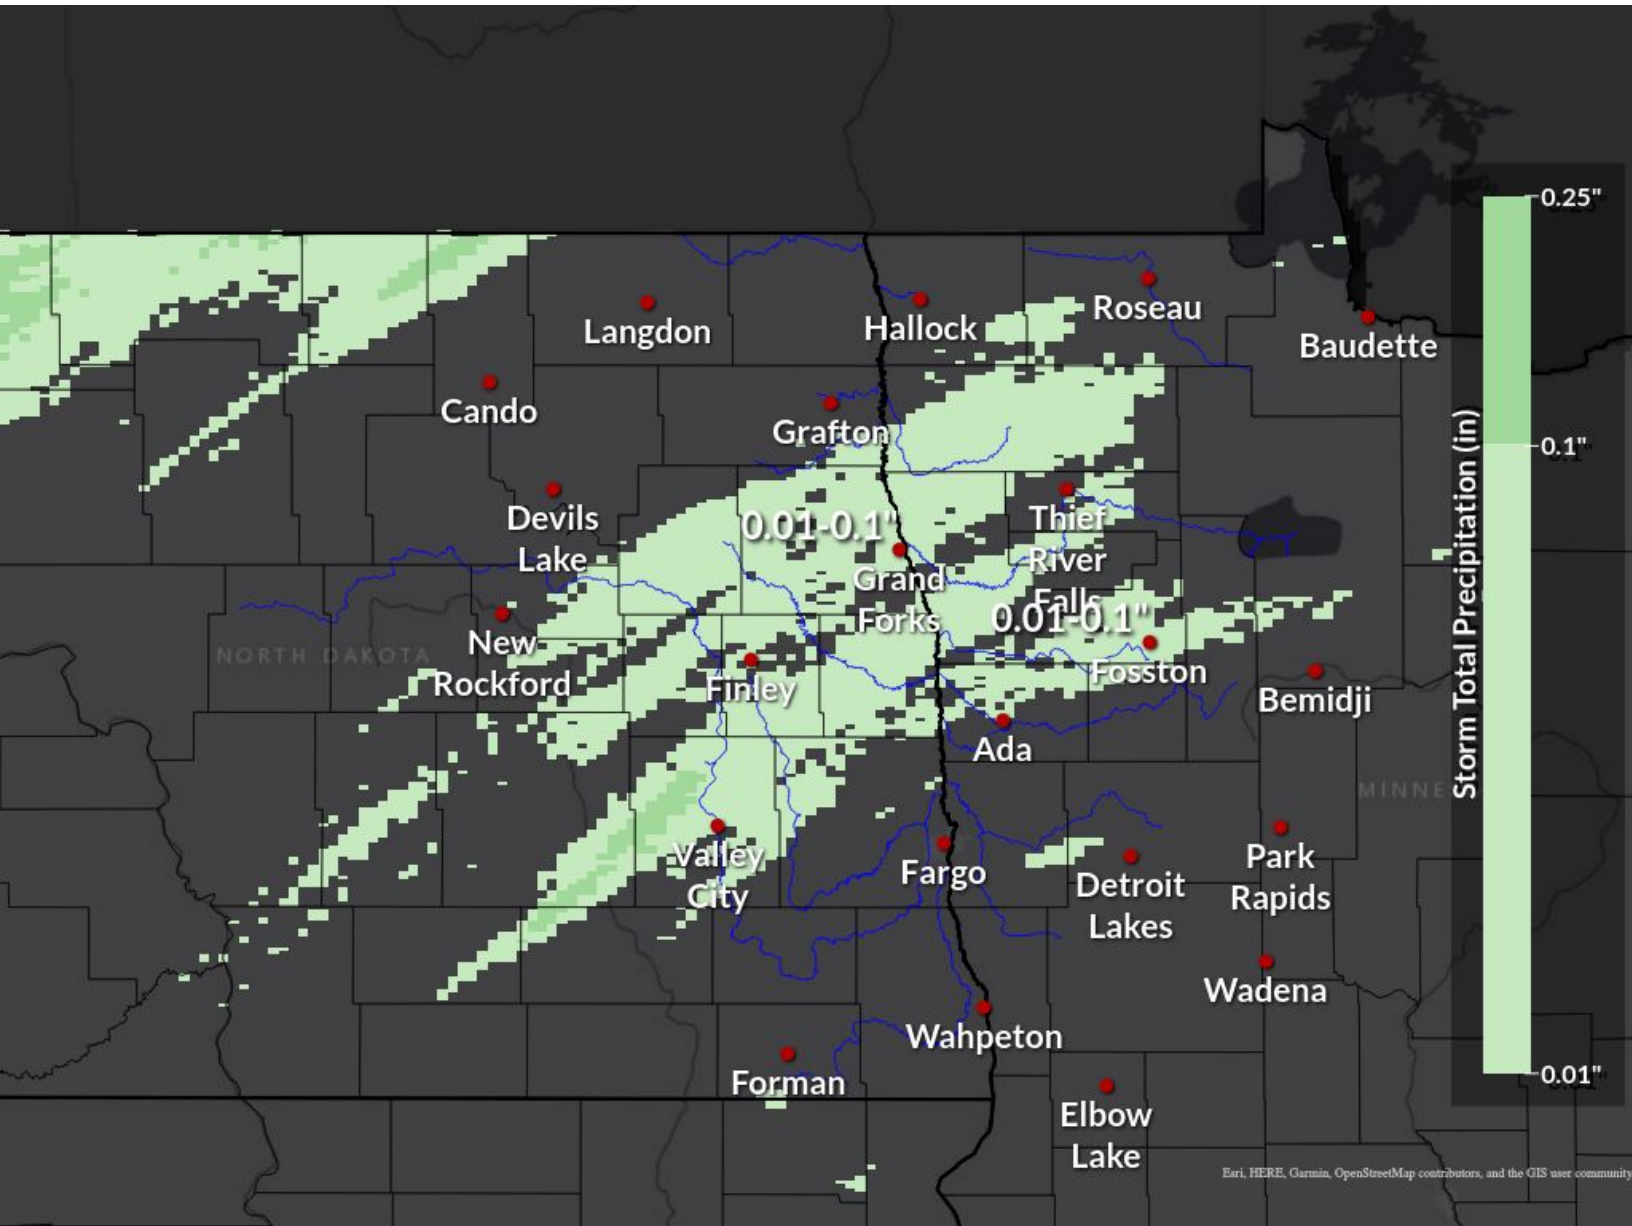 0.25"
Roseau
Langdon
Hallock
Baudette
Cando
Grafton
0.1"
Devils
Lake
0.01-0.1"
Thief
River
Falls
Grand
Forks
0.01-0.1"
New
Rockford
NORTH DAKOTA
Finley
Fosston
Bemidji
Ada
MINNE
Storm Total Precipitation (in)
Valley
City
Fargo
Detroit
Lakes
Park
Rapids
Wadena
Wahpeton
Forman
0.01"
Elbow
Lake
Esri, HERE, Garmin, OpenStreetMap contributors, and the GIS user community